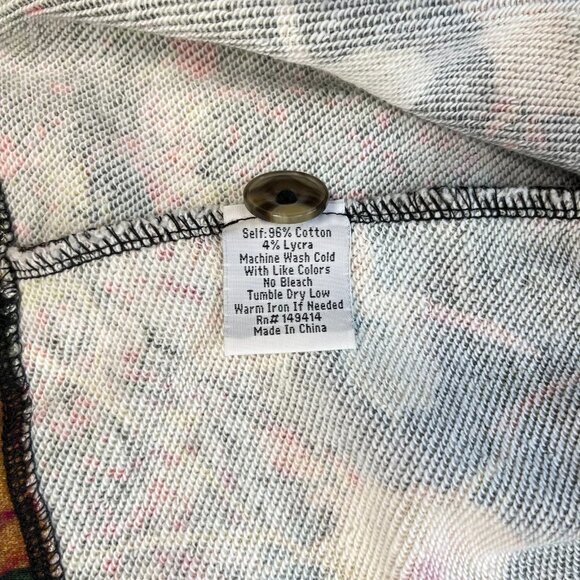 Self: 96% Cotton
4% Lycra
Machine Wash Cold
With Like Colors
No Bleach
Tumble Dry Low
Warm Iron If Needed
Rn# 149414
Made In China